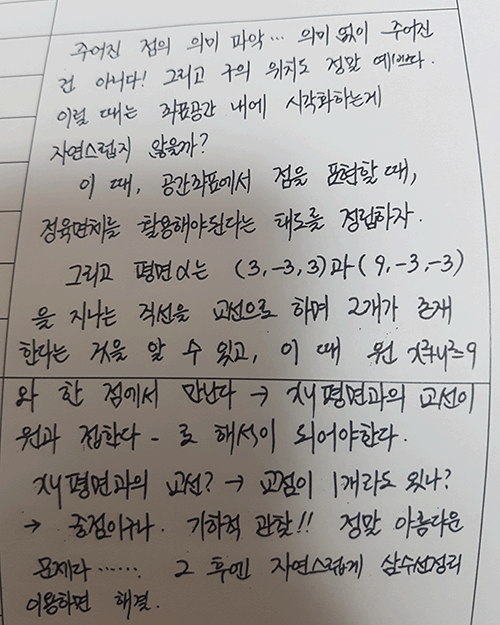 주어진 점의 의미 파악... 의미 없이 주어진
건 아니다! 그리고 구의 위치도 정말 예쁘다.
이럴 때는 좌표공간 내에 시각화하는게
자연스럽지 않을까?
이 때, 공간좌표에서 점을 표현할 때,
정육면체를 활용해야된다는 태도를 정립하자.
그리고 평면 α는 (3,-3,3)과 (9,-3,-3)
을 지나는 직선을 교선으로 하며 2개가 존재
한다는 것을 알 수 있고, 이 때 원 x²+y²=9
와 한 점에서 만난다 → xy평면과의 교선이
원과 접한다 - 로 해석이 되어야한다.
xy평면과의 교선? → 교점이 1개라도 있나?
→ 중점이구나. 기하적 관찰!! 정말 아름다운
문제다...... 그 후엔 자연스럽게 삼수선정리
이용하면 해결.